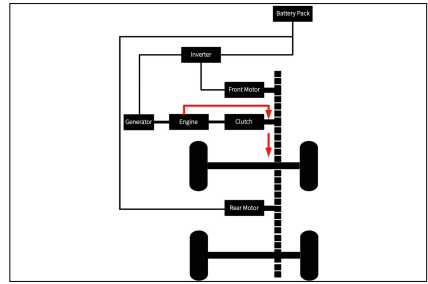 Battery Pack
Inverter
Front Motor
Generator
Engine
Clutch
Rear Motor